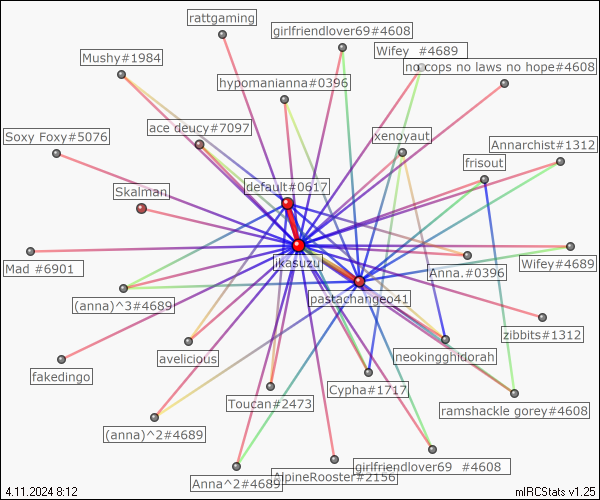 rattgaming
girlfriendlover69#4608
Wifey #4689
Mushy#1984
no cops no laws no hope#4608
hypomanianna#0396
ace deucy#7097
xenoyaut
Soxy Foxy#5076
Annarchist#1312
frisout
Skalman
default#0617
ikasuzu
Mad #6901
Anna.#0396
Wifey#4689
(anna)^3#4689
pastachangeo41
zibbits#1312
avelicious
neokingghidorah
fakedingo
Cypha#1717
Toucan#2473
ramshackle gorey#4608
(anna)^2#4689
girlfriendlover69 #4608
AlpineRooster#2156
Anna^2#4689
4.11.2024 8:12
mIRCStats v1.25